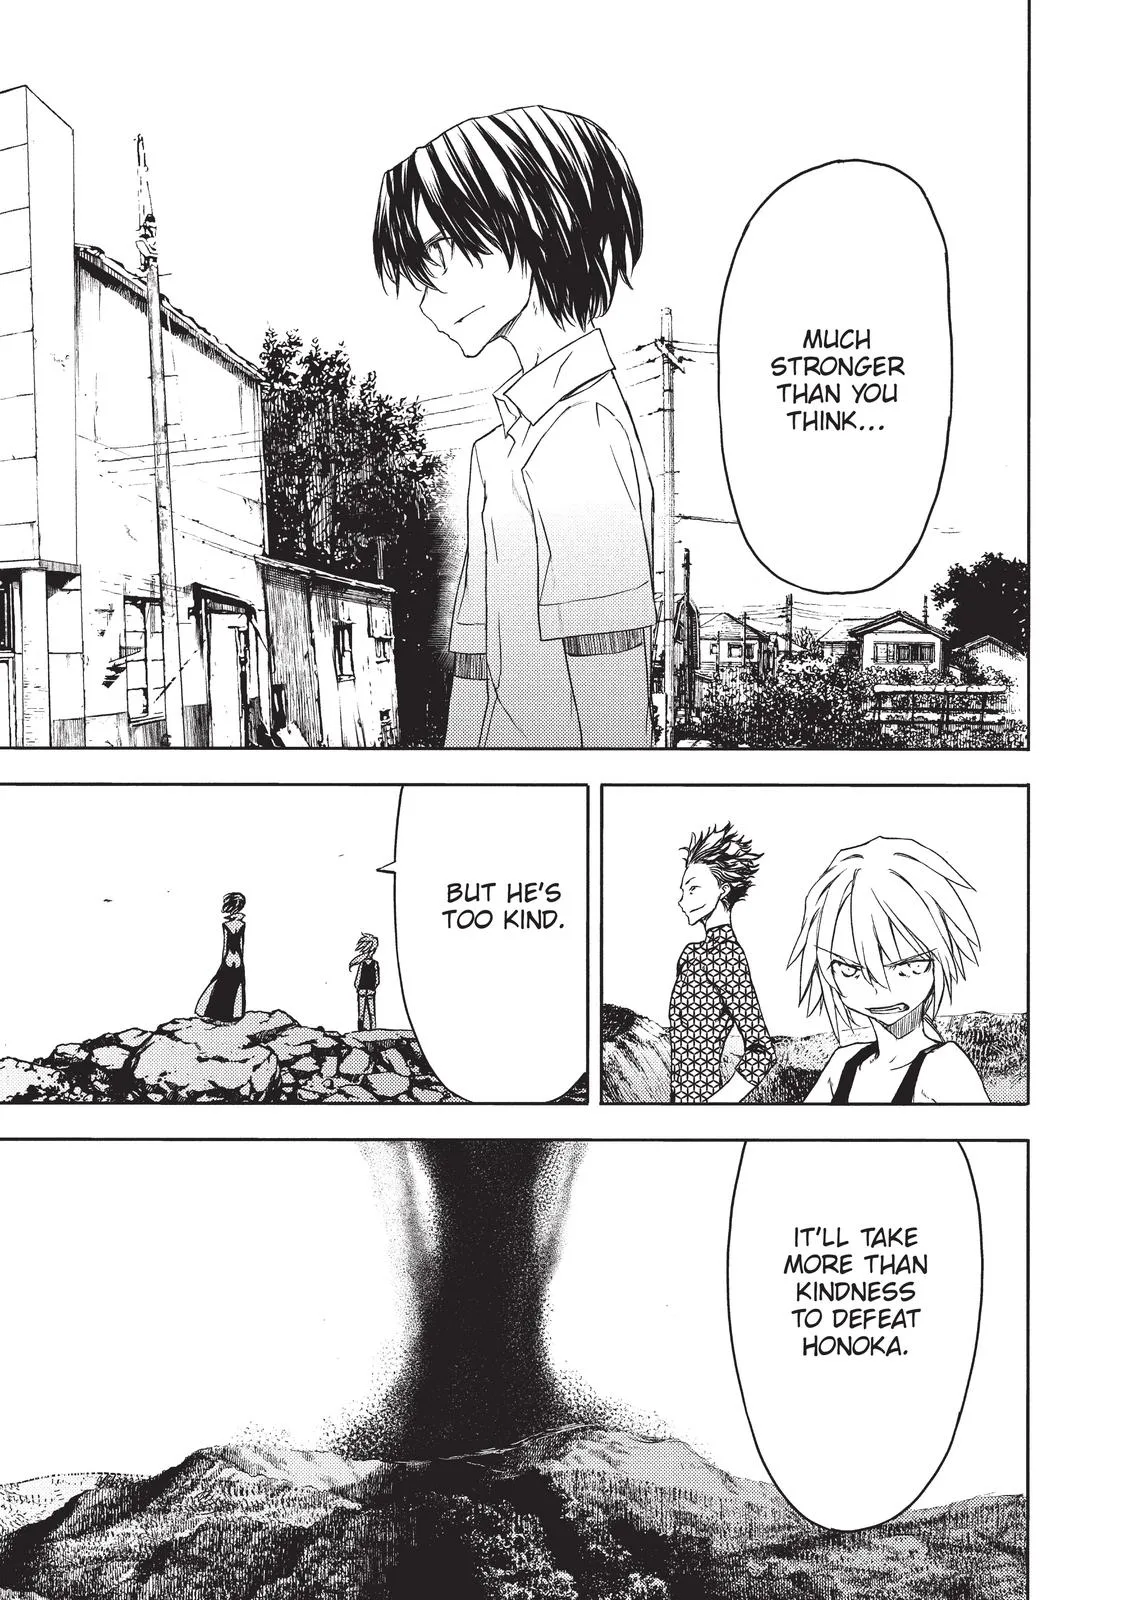 MUCH
STRONGER
THAN YOU
THINK...
BUT HE'S
TOO KIND.
IT'LL TAKE
MORE THAN
KINDNESS
TO DEFEAT
HONOKA.